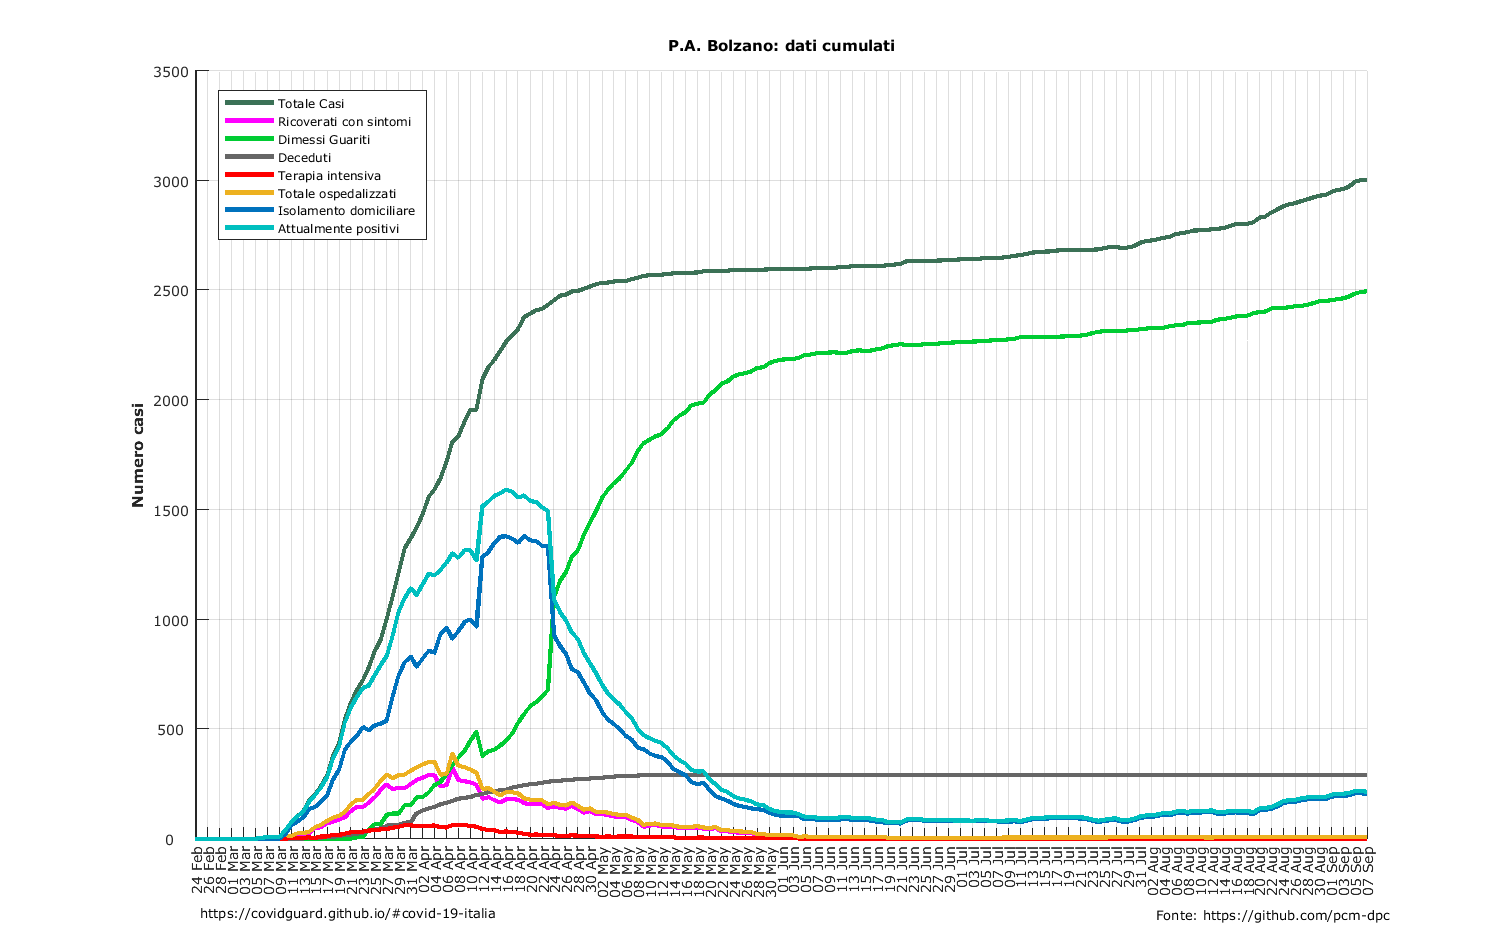 P.A. Bolzano: dati cumulati
3500
3000
2500
2000
1500
1000
500
0
Numero casi
Totale Casi
Ricoverati con sintomi
Dimessi Guariti
Deceduti
Terapia intensiva
Totale ospedalizzati
Isolamento domiciliare
Attualmente positivi
24 Feb
26 Feb
28 Feb
01 Mar
03 Mar
05 Mar
07 Mar
09 Mar
11 Mar
13 Mar
15 Mar
17 Mar
19 Mar
21 Mar
23 Mar
25 Mar
27 Mar
29 Mar
31 Mar
02 Apr
04 Apr
06 Apr
08 Apr
10 Apr
12 Apr
14 Apr
16 Apr
18 Apr
20 Apr
22 Apr
24 Apr
26 Apr
28 Apr
30 Apr
02 May
04 May
06 May
08 May
10 May
12 May
14 May
16 May
18 May
20 May
22 May
24 May
26 May
28 May
30 May
01 Jun
03 Jun
05 Jun
07 Jun
09 Jun
11 Jun
13 Jun
15 Jun
17 Jun
19 Jun
21 Jun
23 Jun
25 Jun
27 Jun
29 Jun
01 Jul
03 Jul
05 Jul
07 Jul
09 Jul
11 Jul
13 Jul
15 Jul
17 Jul
19 Jul
21 Jul
23 Jul
25 Jul
27 Jul
29 Jul
31 Jul
02 Aug
04 Aug
06 Aug
08 Aug
10 Aug
12 Aug
14 Aug
16 Aug
18 Aug
20 Aug
22 Aug
24 Aug
26 Aug
28 Aug
30 Aug
01 Sep
03 Sep
05 Sep
07 Sep
https://covidguard.github.io/#covid-19-italia
Fonte: https://github.com/pcm-dpc